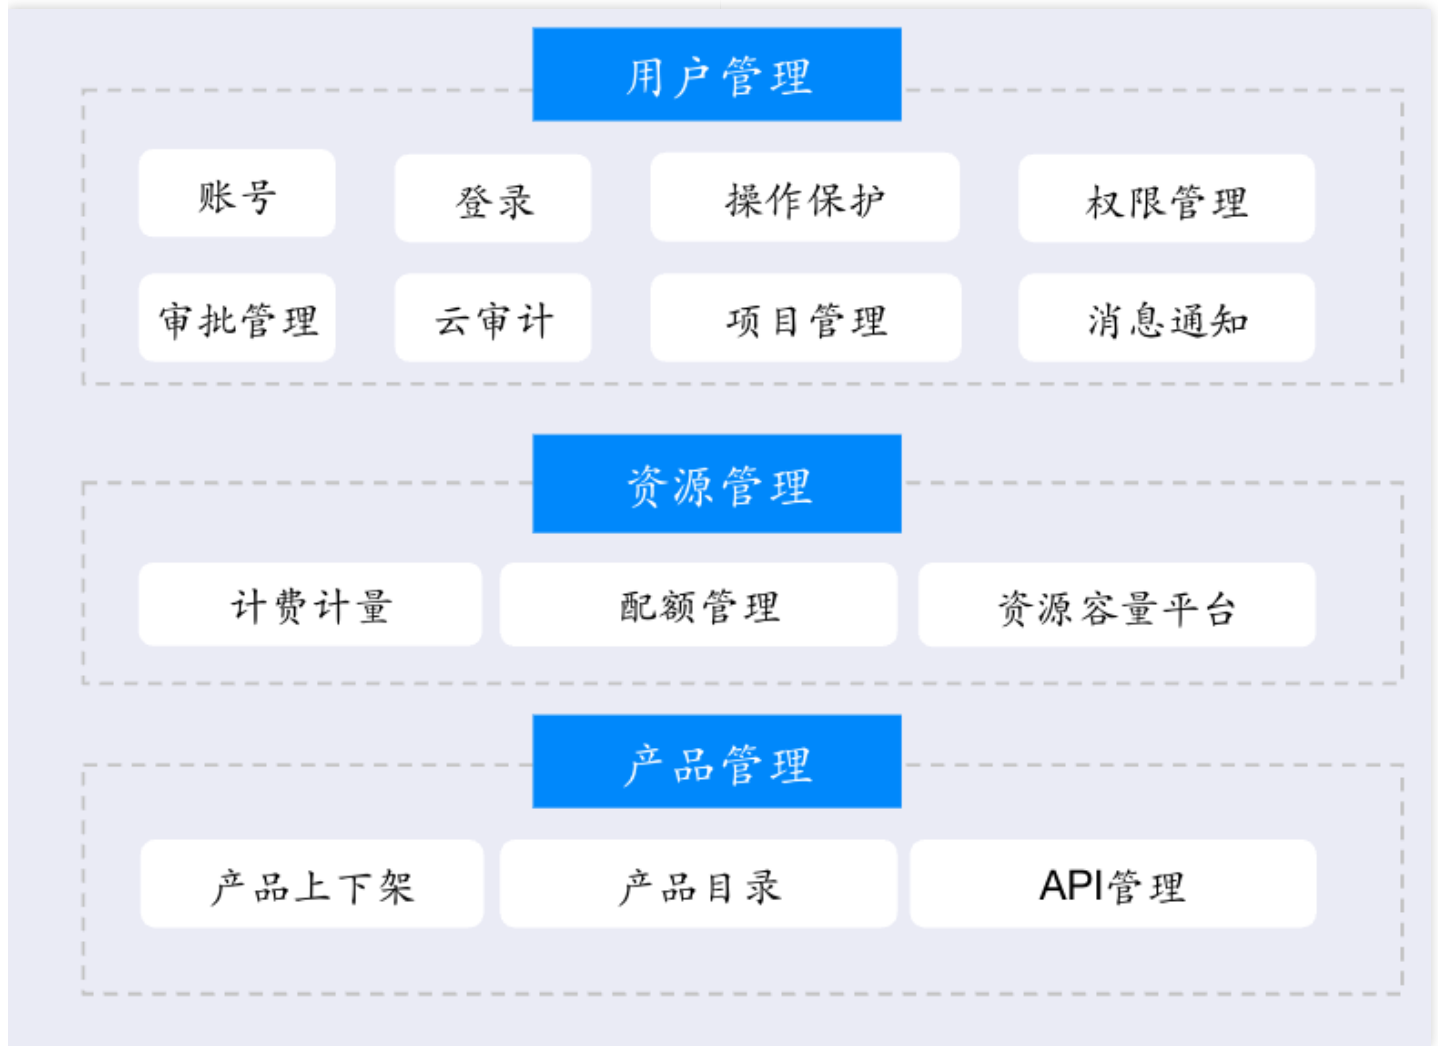 用户管理
账号 登录 操作保护 权限管理
审批管理 云审计 项目管理 消息通知
资源管理
计费计量 配额管理 资源容量平台
产品管理
产品上下架 产品目录 API管理